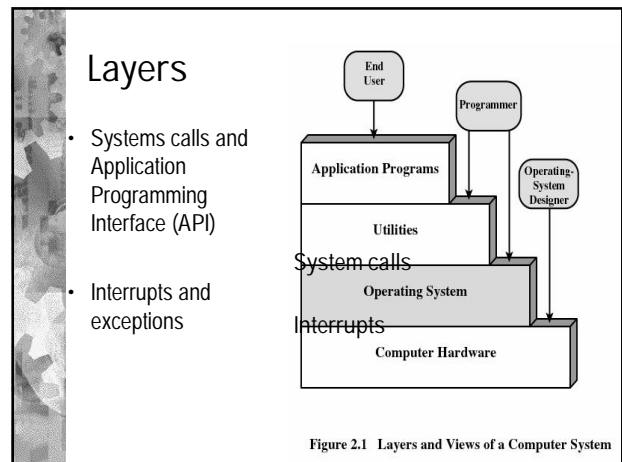 Layers
• Systems calls and
Application
Programming
Interface (API)
• Interrupts and
exceptions
End
User
Programmer
Operating-
System
Designer
Application Programs
Utilities
System calls
Operating System
Interrupts
Computer Hardware
Figure 2.1 Layers and Views of a Computer System